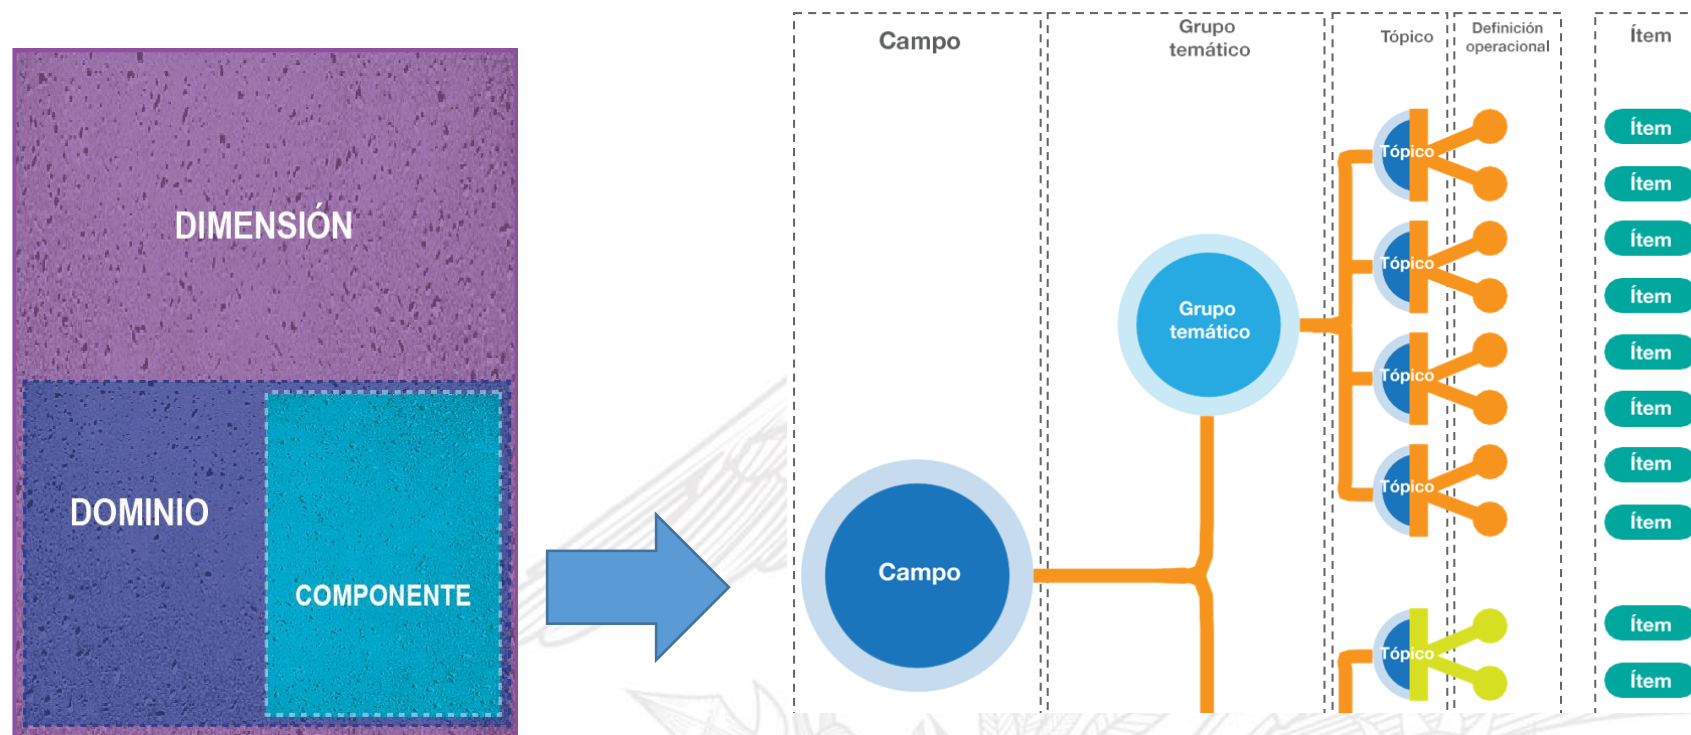 DIMENSIÓN
DOMINIO
COMPONENTE
Campo
Grupo
temático
Tópico
Definición
operacional
Ítem
Campo
Grupo
temático
Tópico
Tópico
Tópico
Tópico
Tópico
Ítem
Ítem
Ítem
Ítem
Ítem
Ítem
Ítem
Ítem
Ítem
Ítem